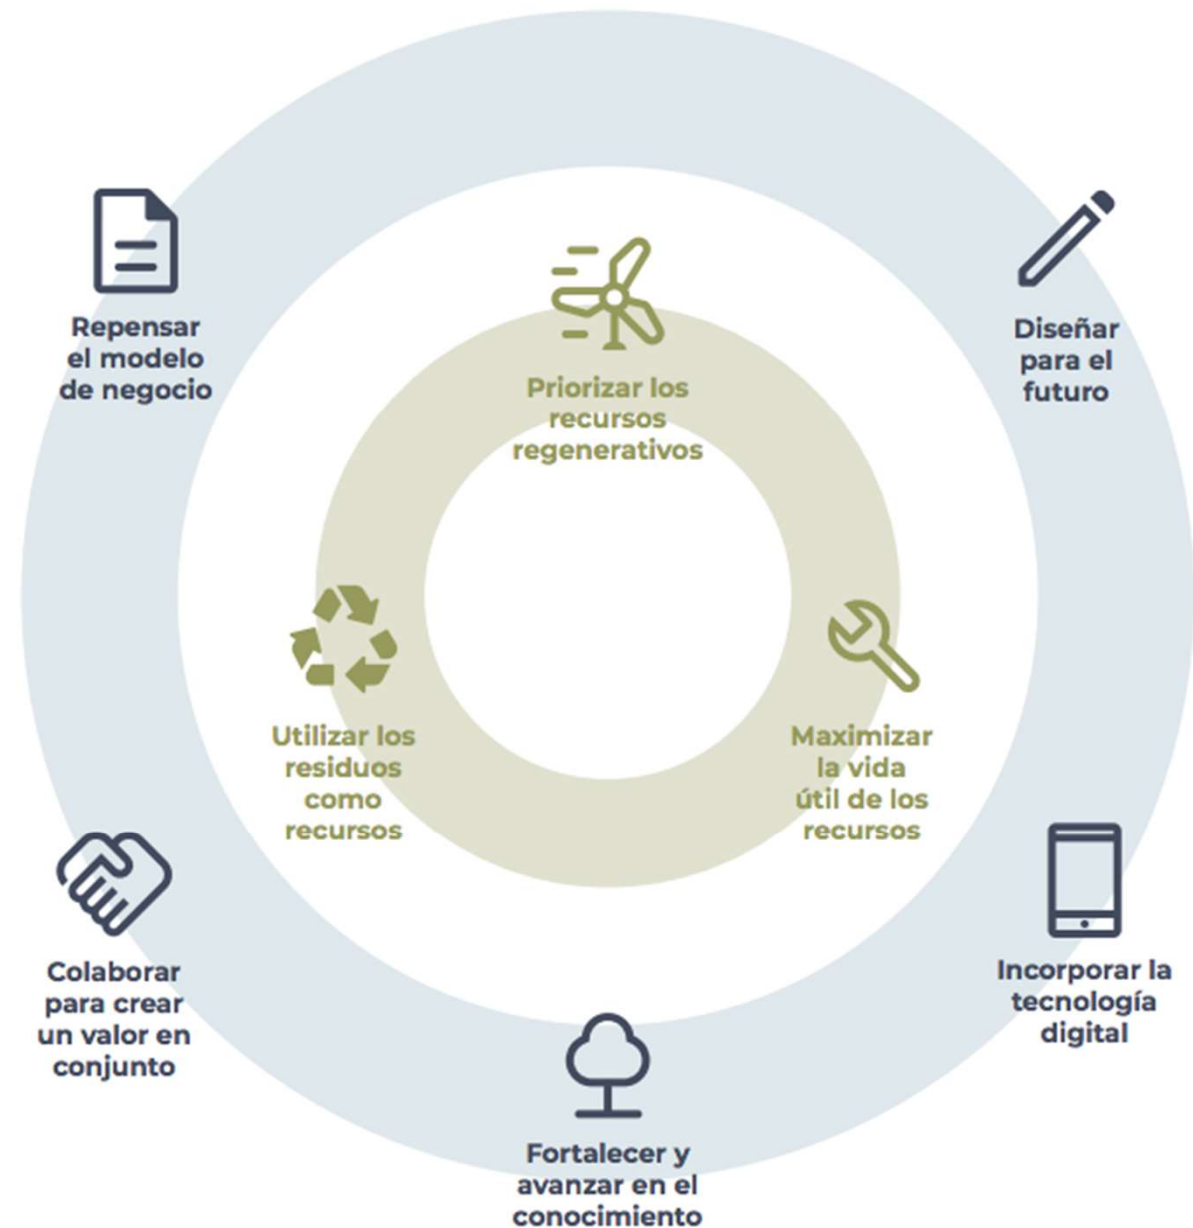 Repensar
el modelo
de negocio
Diseñar
para el
futuro
Priorizar los
recursos
regenerativos
Utilizar los
residuos
como
recursos
Maximizar
la vida
útil de los
recursos
Colaborar
para crear
un valor en
conjunto
Incorporar la
tecnología
digital
Fortalecer y
avanzar en el
conocimiento